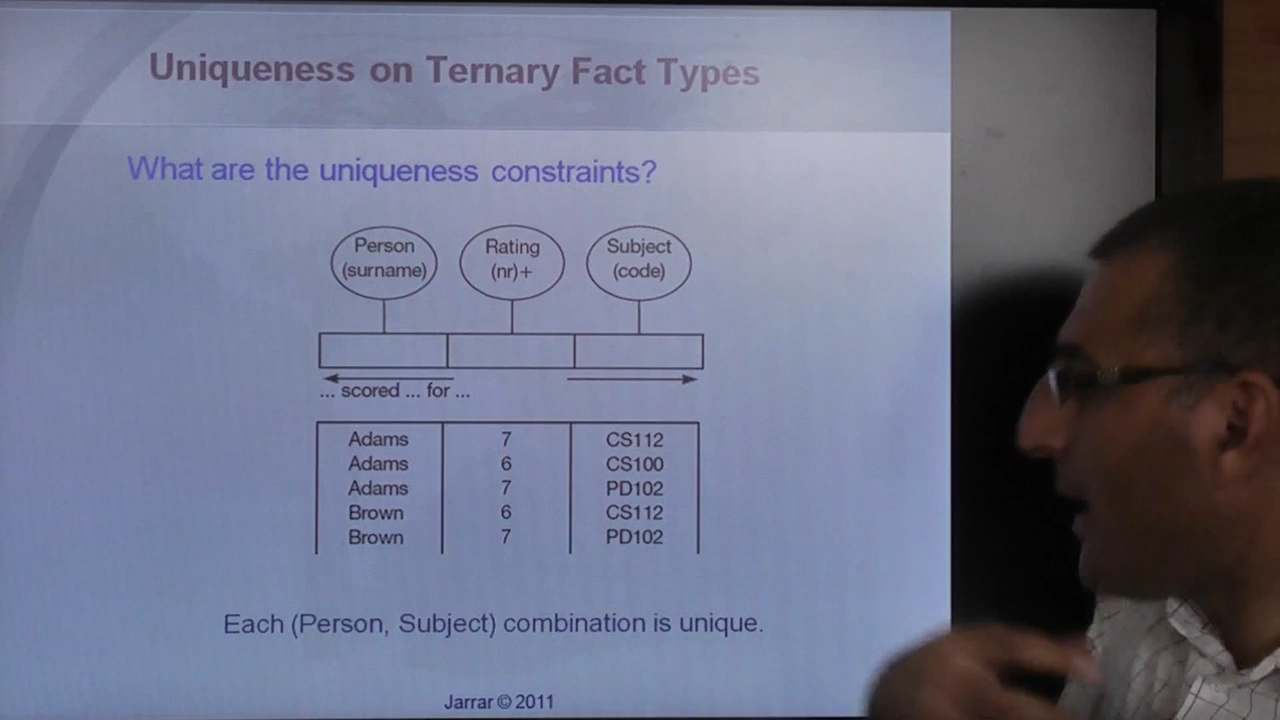 Uniqueness on Ternary Fact Types
What are the uniqueness constraints?
Person Rating Subject
(surname) (nr)+ (code)
... scored ... for ...
Adams 7 CS112
Adams 6 CS100
Adams 7 PD102
Brown 6 CS112
Brown 7 PD102
Each (Person, Subject) combination is unique.
Jarrar © 2011